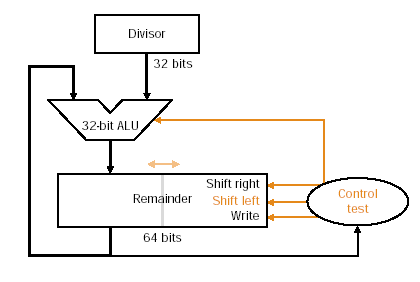 Divisor
32 bits
32-bit ALU
Shift right
Remainder
Shift left
Write
Control
test
64 bits